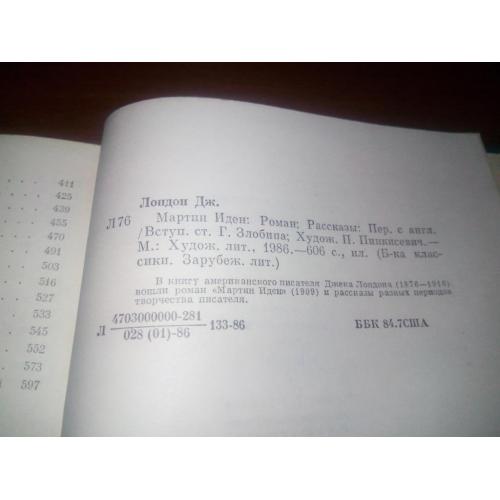 411
425
439
455
470
491
503
516
527
533
545
552
573
597
Лондон Дж.
Л76 Мартин Иден: Роман; Рассказы: Пер. с англ.
/Вступ. ст. Г. Злобина; Худож. П. Пинкисевич.—
М.: Худож. лит., 1986.—606 с., ил. (Б-ка клас-
сики. Зарубеж. лит.)
В книгу американского писателя Джека Лондона (1876—1916)
вошли роман «Мартин Иден» (1909) и рассказы разных периодов
творчества писателя.
Л 4703000000-281 133-86
028 (01)-86
ББК 84.7США